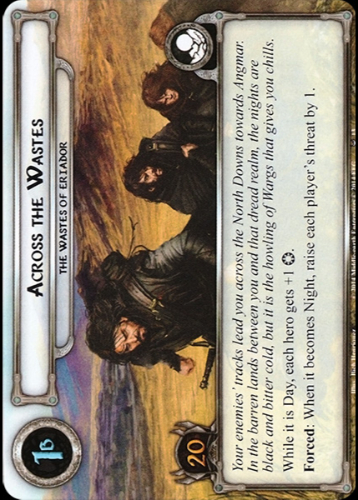 1B
ACROSS THE WASTES
THE WASTES OF ERIADOR
20
Your enemies' tracks lead you across the North Downs towards Angmar.
In the barren lands between you and that dread realm, the nights are
black and bitter cold, but it is the howling of Wargs that gives you chills.
While it is Day, each hero gets +1
Forced: When it becomes Night, raise each player's threat by 1.